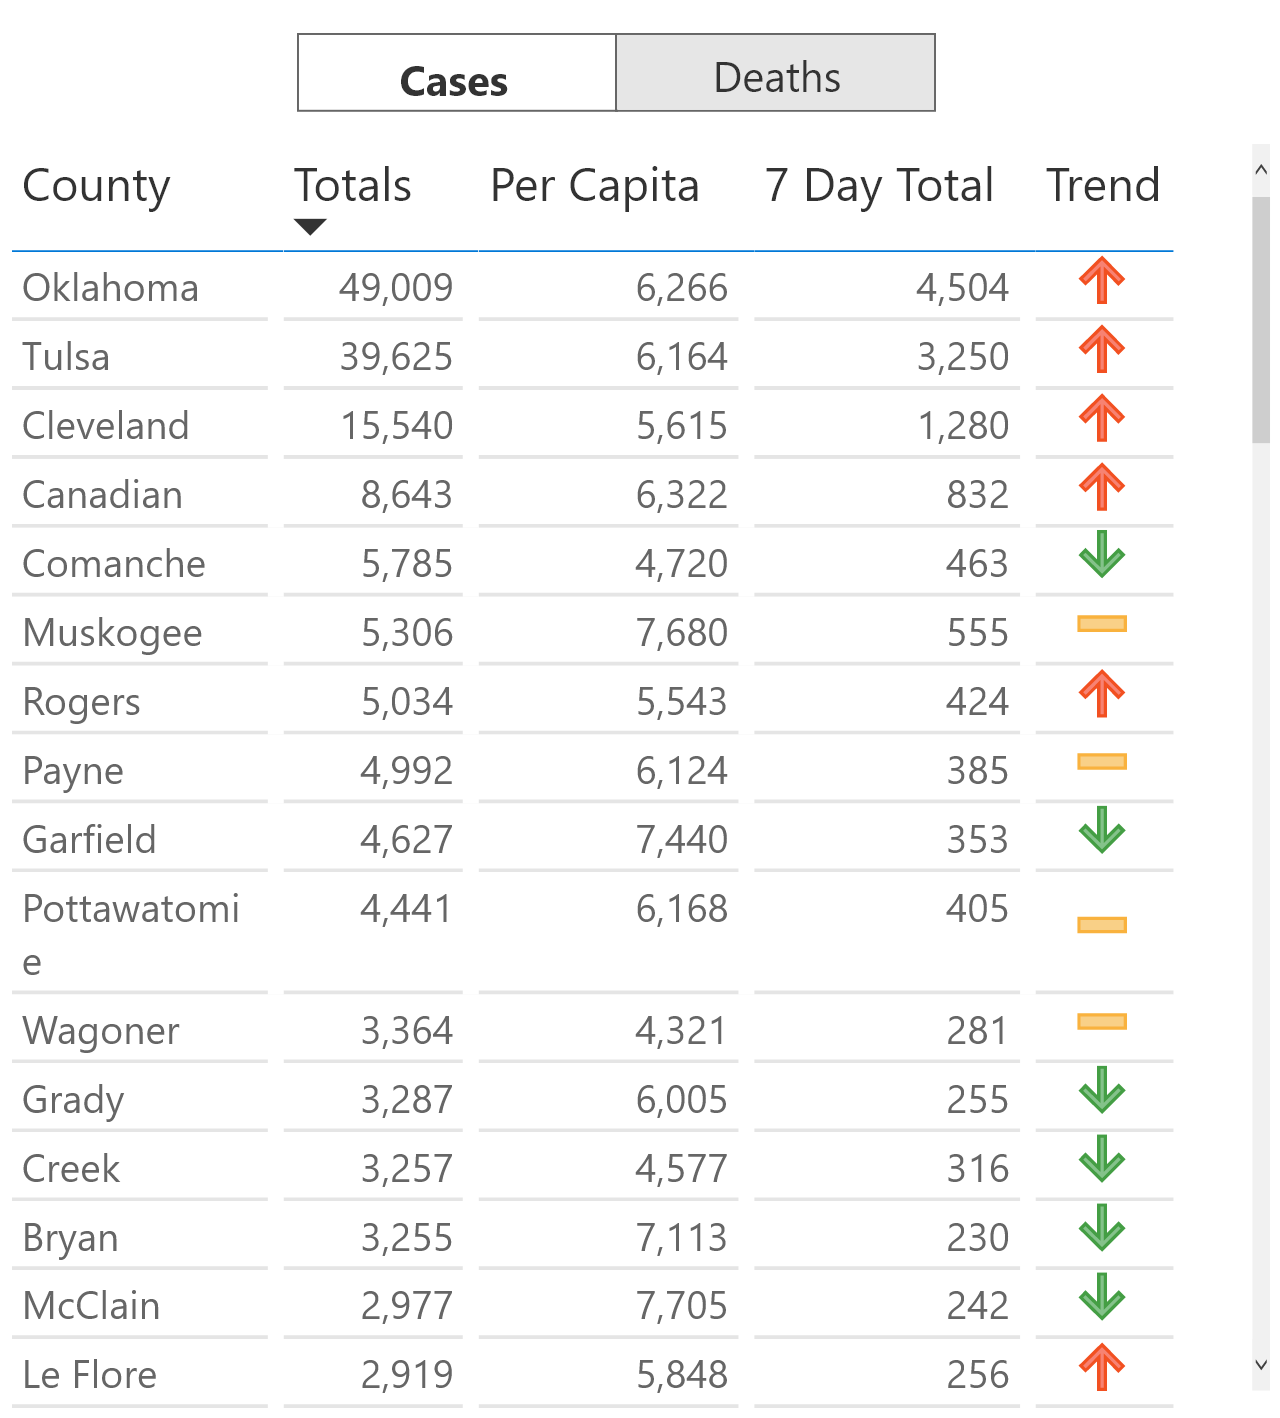 Cases Deaths
County Totals Per Capita 7 Day Total Trend
Oklahoma 49,009 6,266 4,504
Tulsa 39,625 6,164 3,250
Cleveland 15,540 5,615 1,280
Canadian 8,643 6,322 832
Comanche 5,785 4,720 463
Muskogee 5,306 7,680 555
Rogers 5,034 5,543 424
Payne 4,992 6,124 385
Garfield 4,627 7,440 353
Pottawatomi 4,441 6,168 405
e
Wagoner 3,364 4,321 281
Grady 3,287 6,005 255
Creek 3,257 4,577 316
Bryan 3,255 7,113 230
McClain 2,977 7,705 242
Le Flore 2,919 5,848 256